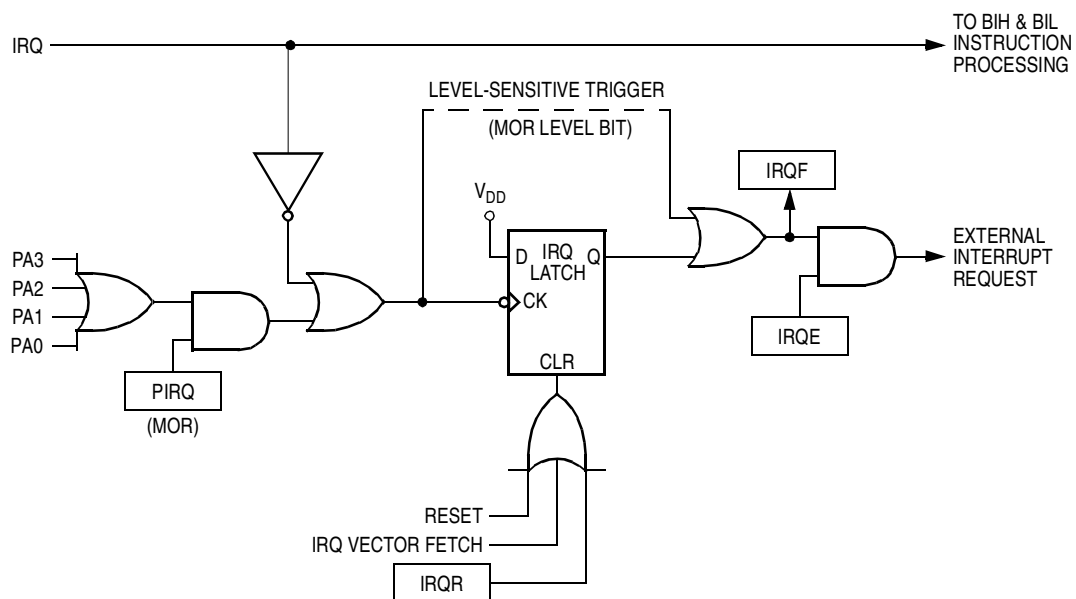 IRQ
TO BIH & BIL
INSTRUCTION
PROCESSING
LEVEL-SENSITIVE TRIGGER
(MOR LEVEL BIT)
IRQF
VDD
D
IRQ
LATCH
Q
CK
CLR
EXTERNAL
INTERRUPT
REQUEST
IRQE
PA3
PA2
PA1
PA0
PIRQ
(MOR)
RESET
IRQ VECTOR FETCH
IRQR